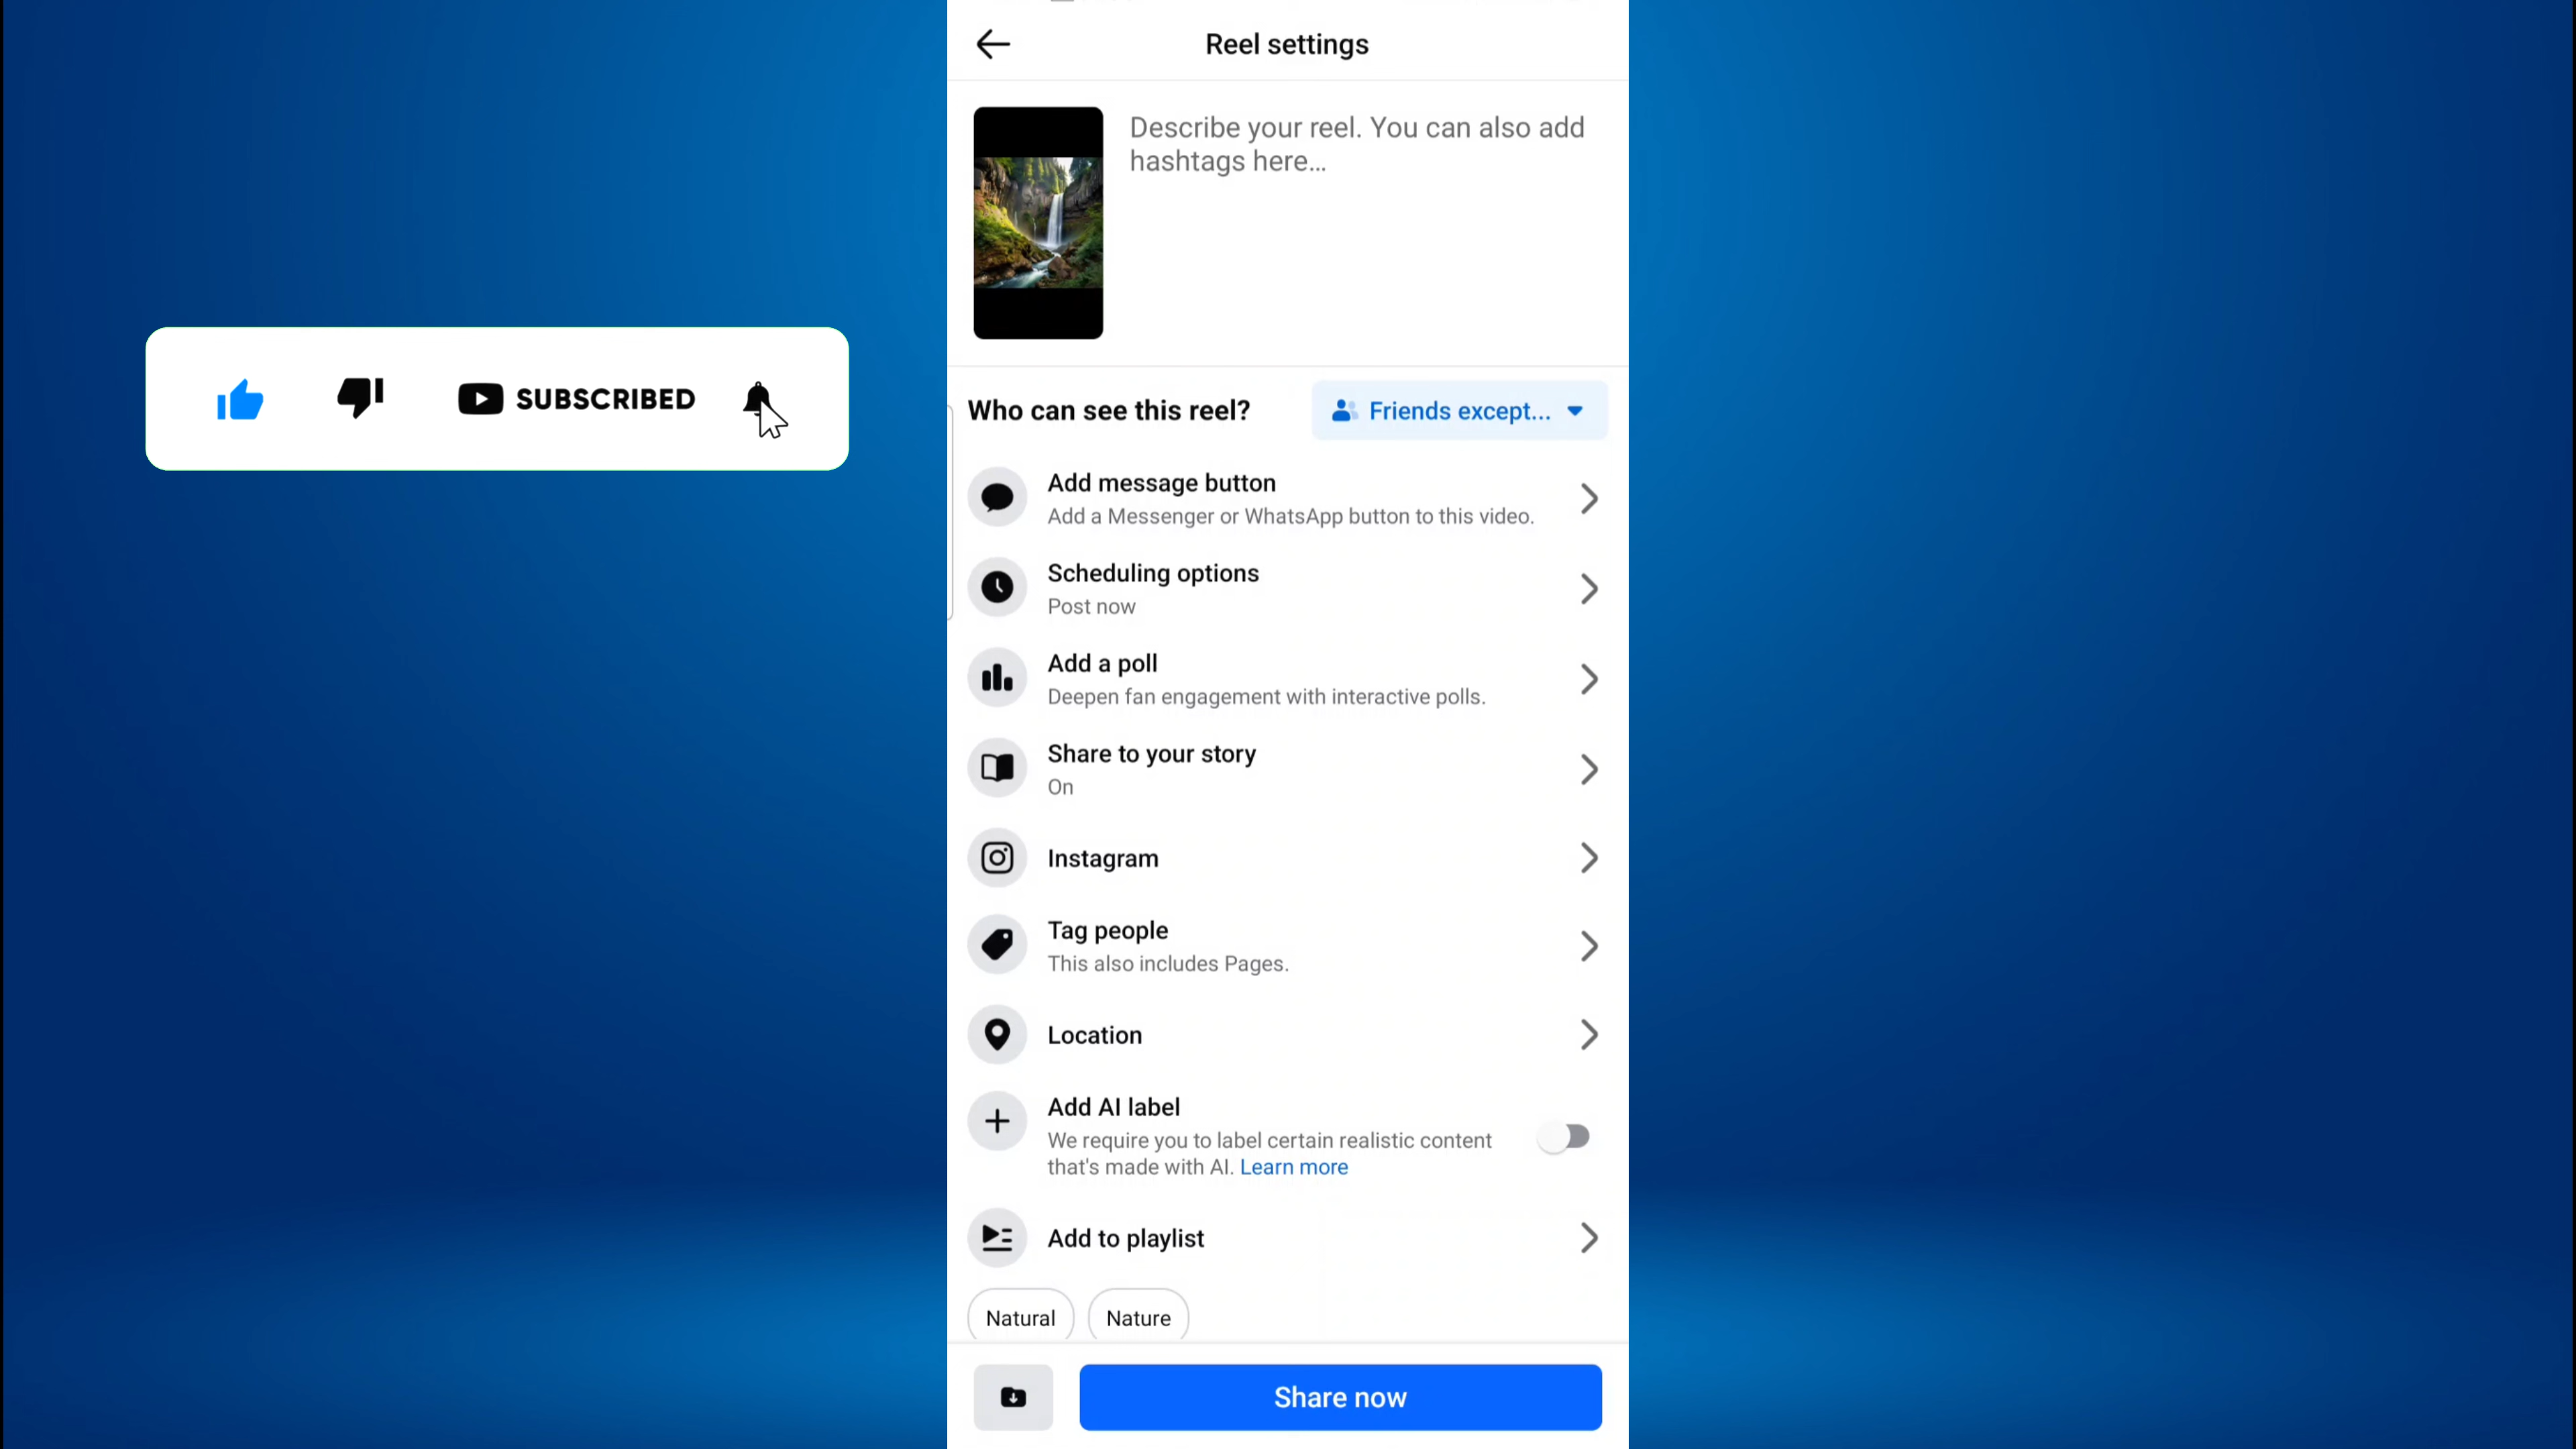 Reel settings
Describe your reel. You can also add
hashtags here...
SUBSCRIBED
Who can see this reel?
Friends except...
Add message button
Add a Messenger or WhatsApp button to this video.
Scheduling options
Post now
Add a poll
Deepen fan engagement with interactive polls.
Share to your story
On
Instagram
Tag people
This also includes Pages.
Location
Add AI label
We require you to label certain realistic content
that's made with AI. Learn more
Add to playlist
Natural
Nature
Share now